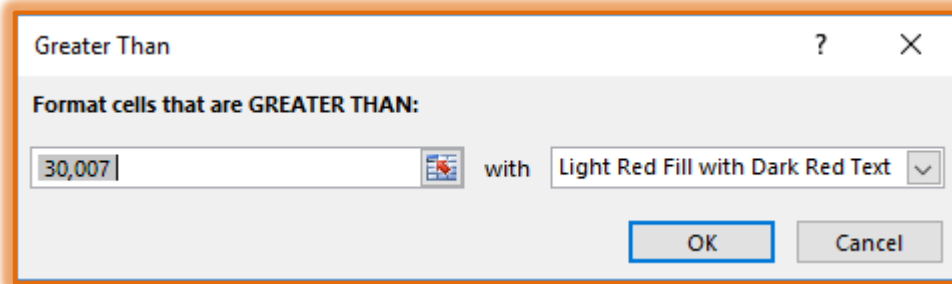 Greater Than ?
Format cells that are GREATER THAN:
30,007 with Light Red Fill with Dark Red Text
OK Cancel